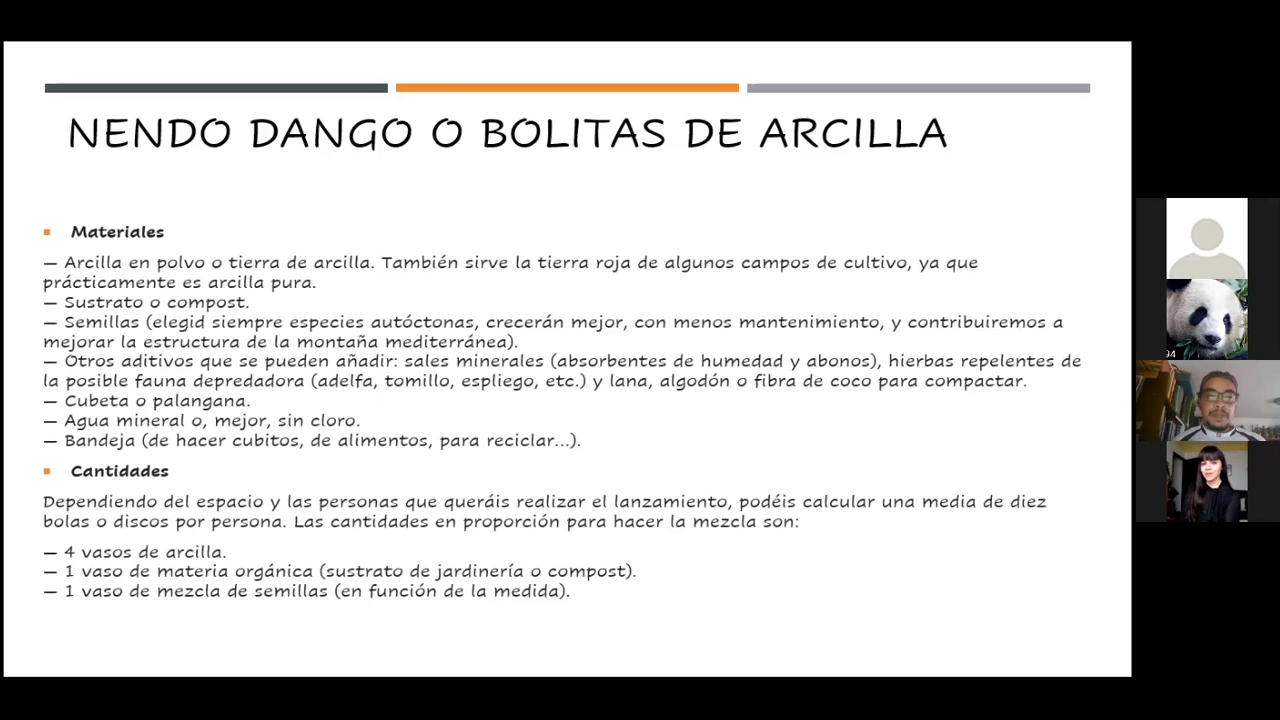 NENDO DANGO O BOLITAS DE ARCILLA
Materiales
– Arcilla en polvo o tierra de arcilla. También sirve la tierra roja de algunos campos de cultivo, ya que
prácticamente es arcilla pura.
– Sustrato o compost.
– Semillas (elegid siempre especies autóctonas, crecerán mejor, con menos mantenimiento, y contribuiremos a
mejorar la estructura de la montaña mediterránea).
– Otros aditivos que se pueden añadir: sales minerales (absorbentes de humedad y abonos), hierbas repelentes de
la posible fauna depredadora (adelfa, tomillo, espliego, etc.) y lana, algodón o fibra de coco para compactar.
– Cubeta o palangana.
– Agua mineral o, mejor, sin cloro.
– Bandeja (de hacer cubitos, de alimentos, para reciclar...).
Cantidades
Dependiendo del espacio y las personas que queráis realizar el lanzamiento, podéis calcular una media de diez
bolas o discos por persona. Las cantidades en proporción para hacer la mezcla son:
– 4 vasos de arcilla.
– 1 vaso de materia orgánica (sustrato de jardinería o compost).
– 1 vaso de mezcla de semillas (en función de la medida).